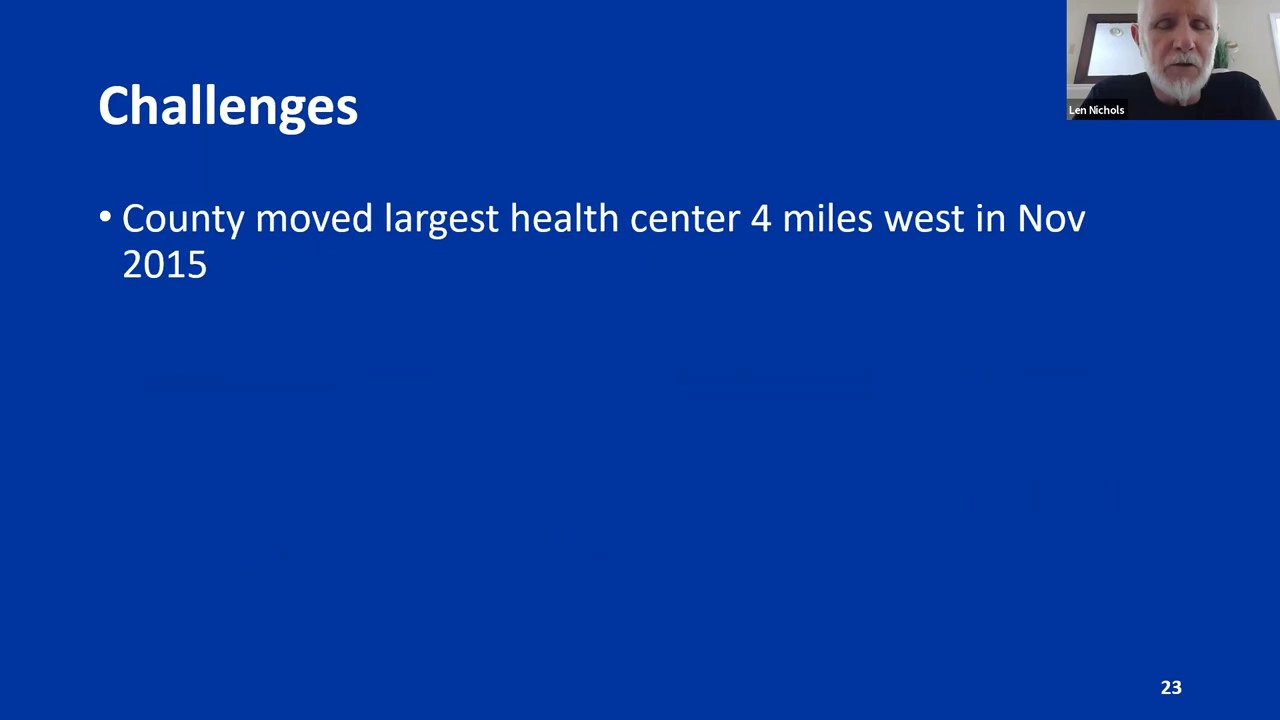 Challenges
Len Nichols
• County moved largest health center 4 miles west in Nov
2015
23